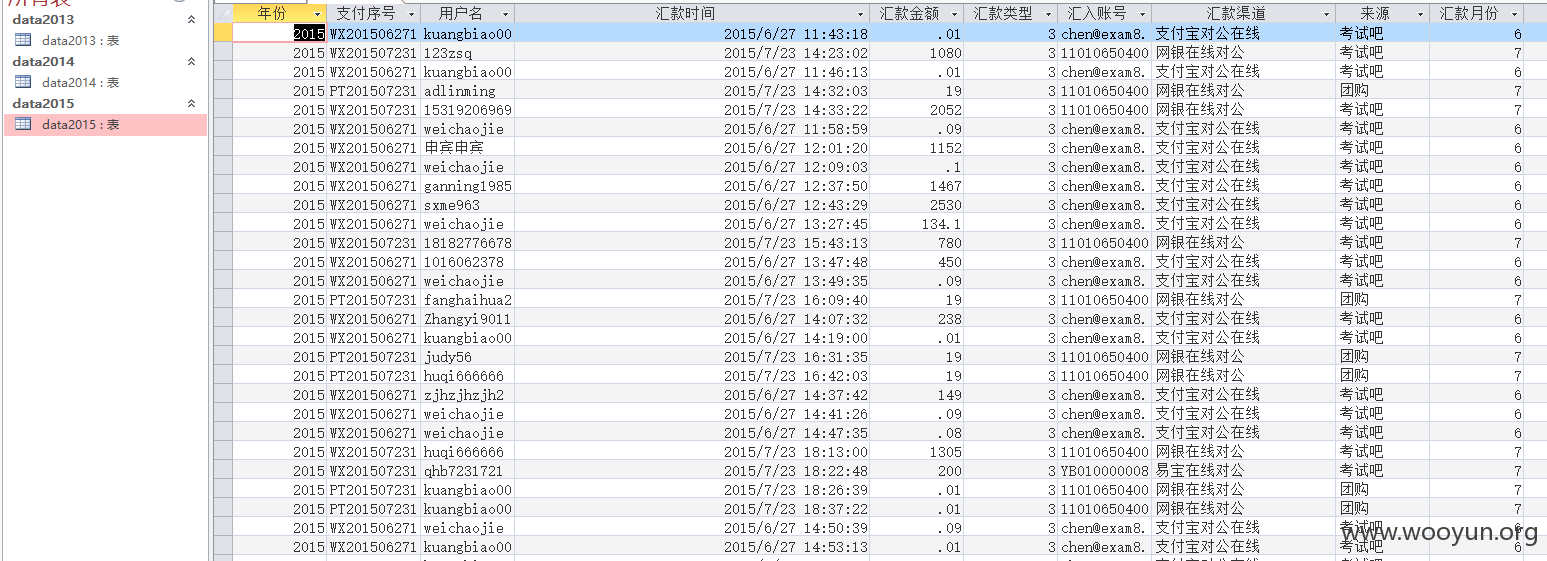 data2013
data2013 : 表
data2014
data2014 : 表
data2015
data2015 : 表
年份 支付序号 用户名 汇款时间 汇款金额 汇款类型 汇入账号 汇款渠道 来源 汇款月份
2015 WX201506271 kuangbiao00 2015/6/27 11:43:18 .01 3 chen@exam8. 支付宝对公在线 考试吧 6
2015 WX201507231 123zsq 2015/7/23 14:23:02 1080 3 11010650400 网银在线对公 考试吧 7
2015 WX201506271 kuangbiao00 2015/6/27 11:46:13 .01 3 chen@exam8. 支付宝对公在线 考试吧 6
2015 PT201507231 adlinming 2015/7/23 14:32:03 19 3 11010650400 网银在线对公 团购 7
2015 WX201507231 15319206969 2015/7/23 14:33:22 2052 3 11010650400 网银在线对公 考试吧 7
2015 WX201506271 weichaojie 2015/6/27 11:58:59 .09 3 chen@exam8. 支付宝对公在线 考试吧 6
2015 WX201506271 申宾申宾 2015/6/27 12:01:20 1152 3 chen@exam8. 支付宝对公在线 考试吧 6
2015 WX201506271 weichaojie 2015/6/27 12:09:03 .1 3 chen@exam8. 支付宝对公在线 考试吧 6
2015 WX201506271 ganning1985 2015/6/27 12:37:50 1467 3 chen@exam8. 支付宝对公在线 考试吧 6
2015 WX201506271 sxme963 2015/6/27 12:43:29 2530 3 chen@exam8. 支付宝对公在线 考试吧 6
2015 WX201506271 weichaojie 2015/6/27 13:27:45 134.1 3 chen@exam8. 支付宝对公在线 考试吧 6
2015 WX201507231 18182776678 2015/7/23 15:43:13 780 3 11010650400 网银在线对公 考试吧 7
2015 WX201506271 1016062378 2015/6/27 13:47:48 450 3 chen@exam8. 支付宝对公在线 考试吧 6
2015 WX201506271 weichaojie 2015/6/27 13:49:35 .09 3 chen@exam8. 支付宝对公在线 考试吧 6
2015 PT201507231 fanghaihua2 2015/7/23 16:09:40 19 3 11010650400 网银在线对公 团购 7
2015 WX201506271 Zhangyi9011 2015/6/27 14:07:32 238 3 chen@exam8. 支付宝对公在线 考试吧 6
2015 WX201506271 kuangbiao00 2015/6/27 14:19:00 .01 3 chen@exam8. 支付宝对公在线 考试吧 6
2015 PT201507231 judy56 2015/7/23 16:31:35 19 3 11010650400 网银在线对公 团购 7
2015 PT201507231 huqi666666 2015/7/23 16:42:03 19 3 11010650400 网银在线对公 团购 7
2015 WX201506271 zjhzjhzjh2 2015/6/27 14:37:42 149 3 chen@exam8. 支付宝对公在线 考试吧 6
2015 WX201506271 weichaojie 2015/6/27 14:41:26 .09 3 chen@exam8. 支付宝对公在线 考试吧 6
2015 WX201506271 weichaojie 2015/6/27 14:47:35 .08 3 chen@exam8. 支付宝对公在线 考试吧 6
2015 WX201507231 huqi666666 2015/7/23 18:13:00 1305 3 11010650400 网银在线对公 考试吧 7
2015 WX201507231 qhb7231721 2015/7/23 18:22:48 200 3 YB010000008 易宝在线对公 考试吧 7
2015 PT201507231 kuangbiao00 2015/7/23 18:26:39 .01 3 11010650400 网银在线对公 团购 7
2015 PT201507231 kuangbiao00 2015/7/23 18:37:22 .01 3 11010650400 网银在线对公 团购 7
2015 WX201506271 weichaojie 2015/6/27 14:50:39 .09 3 chen@exam8. 支付宝对公在线 考试吧 6
2015 WX201506271 kuangbiao00 2015/6/27 14:53:13 .01 3 chen@exam8. 支付宝对公在线 考试吧 6
www.wooyun.org